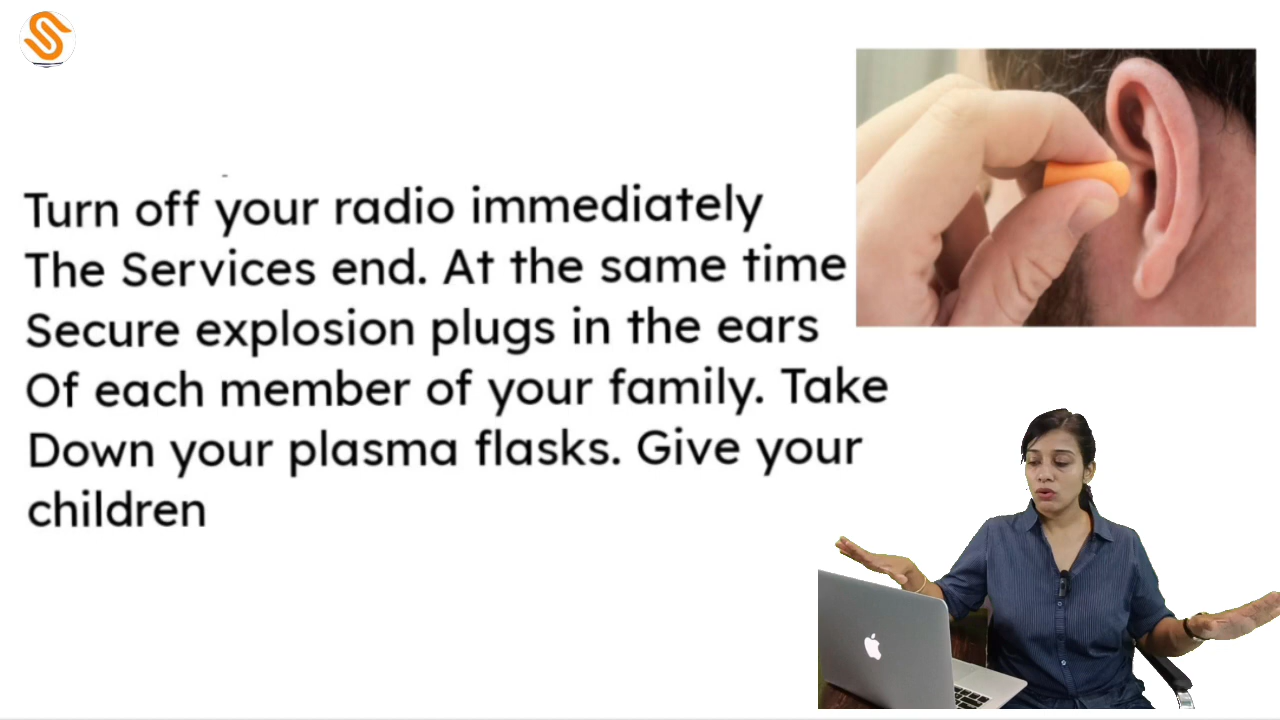 Turn off your radio immediately
The Services end. At the same time
Secure explosion plugs in the ears
Of each member of your family. Take
Down your plasma flasks. Give your
children